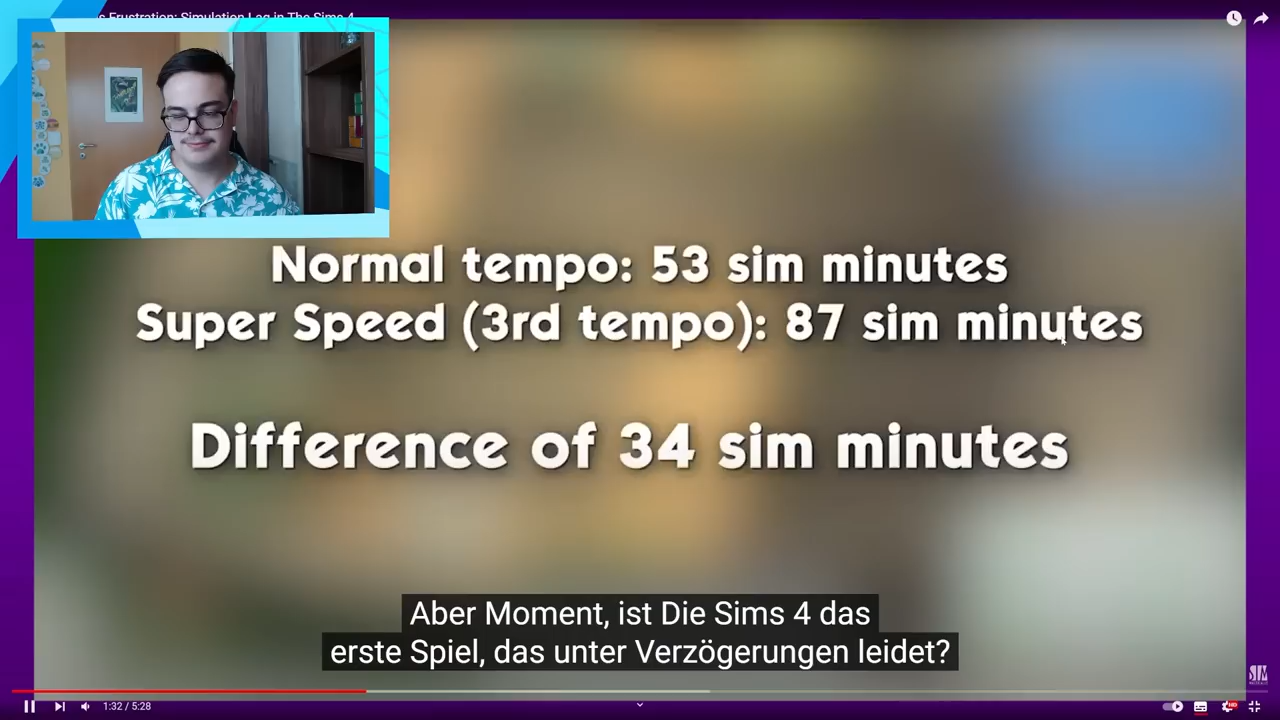 s Frustration: Simulation Lag in The Sims 4
Normal tempo: 53 sim minutes
Super Speed (3rd tempo): 87 sim minutes
Difference of 34 sim minutes
Aber Moment, ist Die Sims 4 das
erste Spiel, das unter Verzögerungen leidet?
SIM
1:32 / 5:28
HD